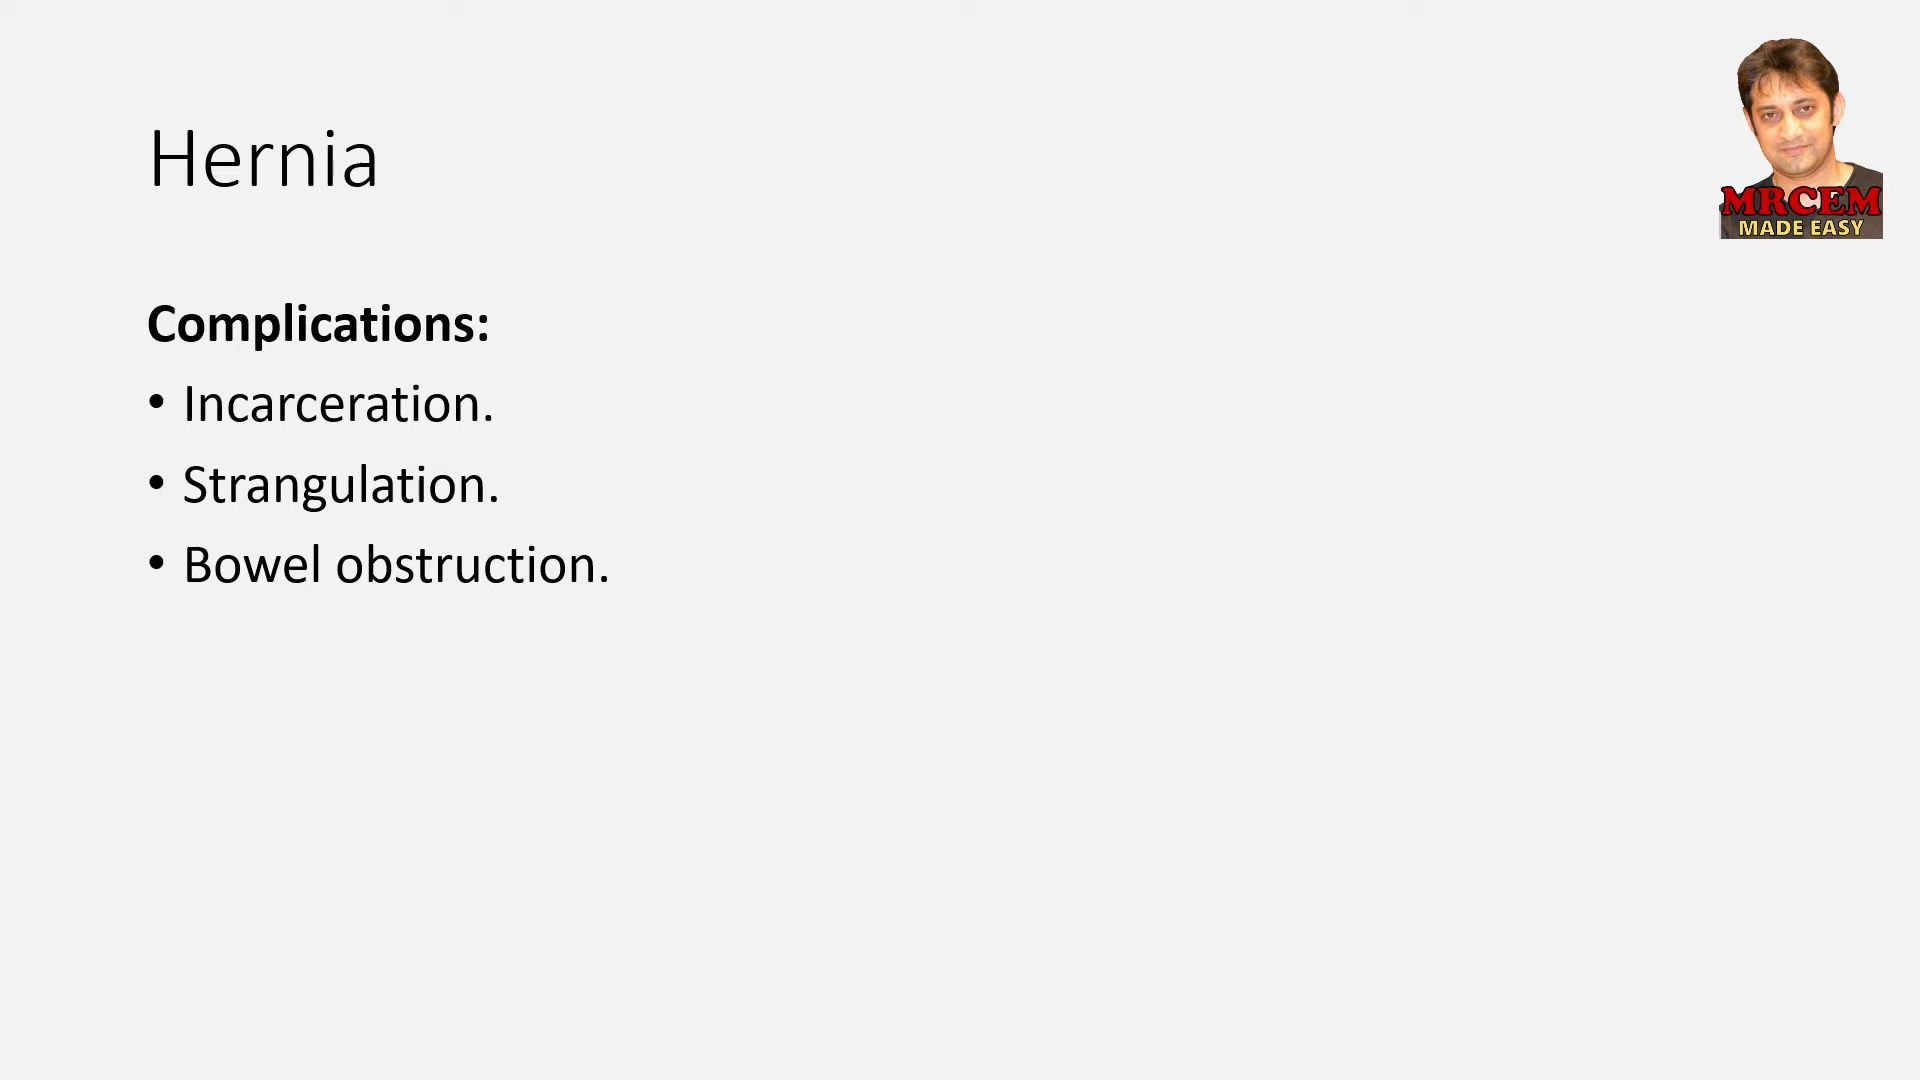 Hernia
MRCEM
MADE EASY
Complications:
• Incarceration.
• Strangulation.
• Bowel obstruction.